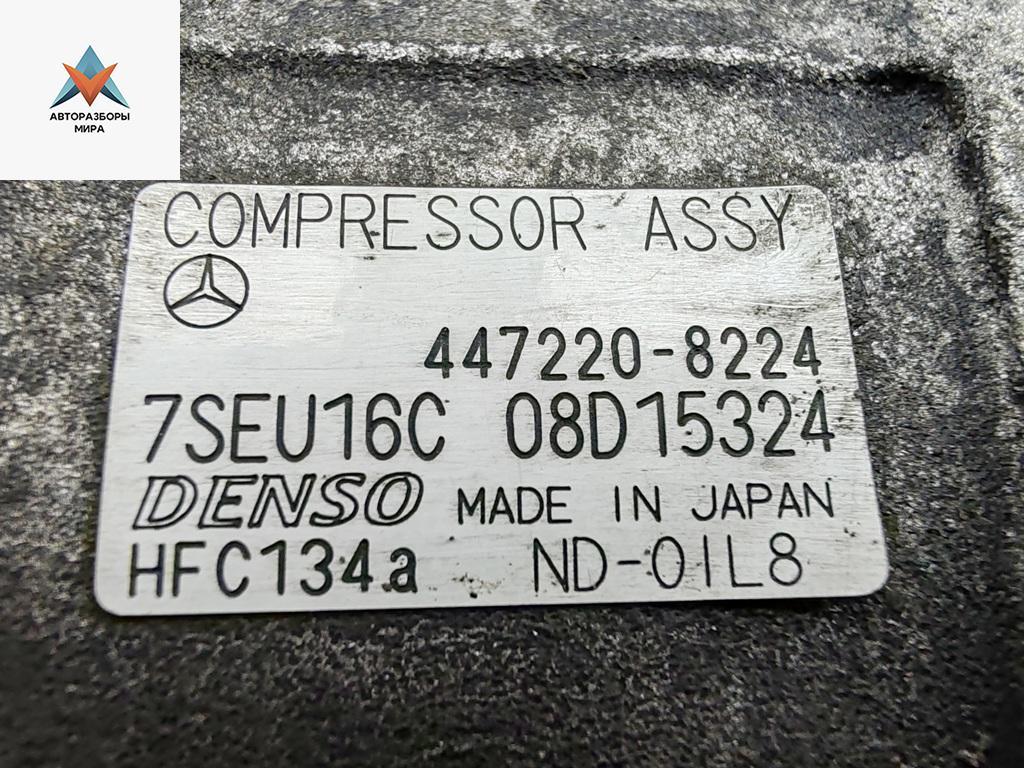 АВТОРАЗБОРЫ
МИРА
COMPRESSOR ASSY
447220-8224
7SEU16C 08D15324
DENSO MADE IN JAPAN
HFC134a ND-OIL8